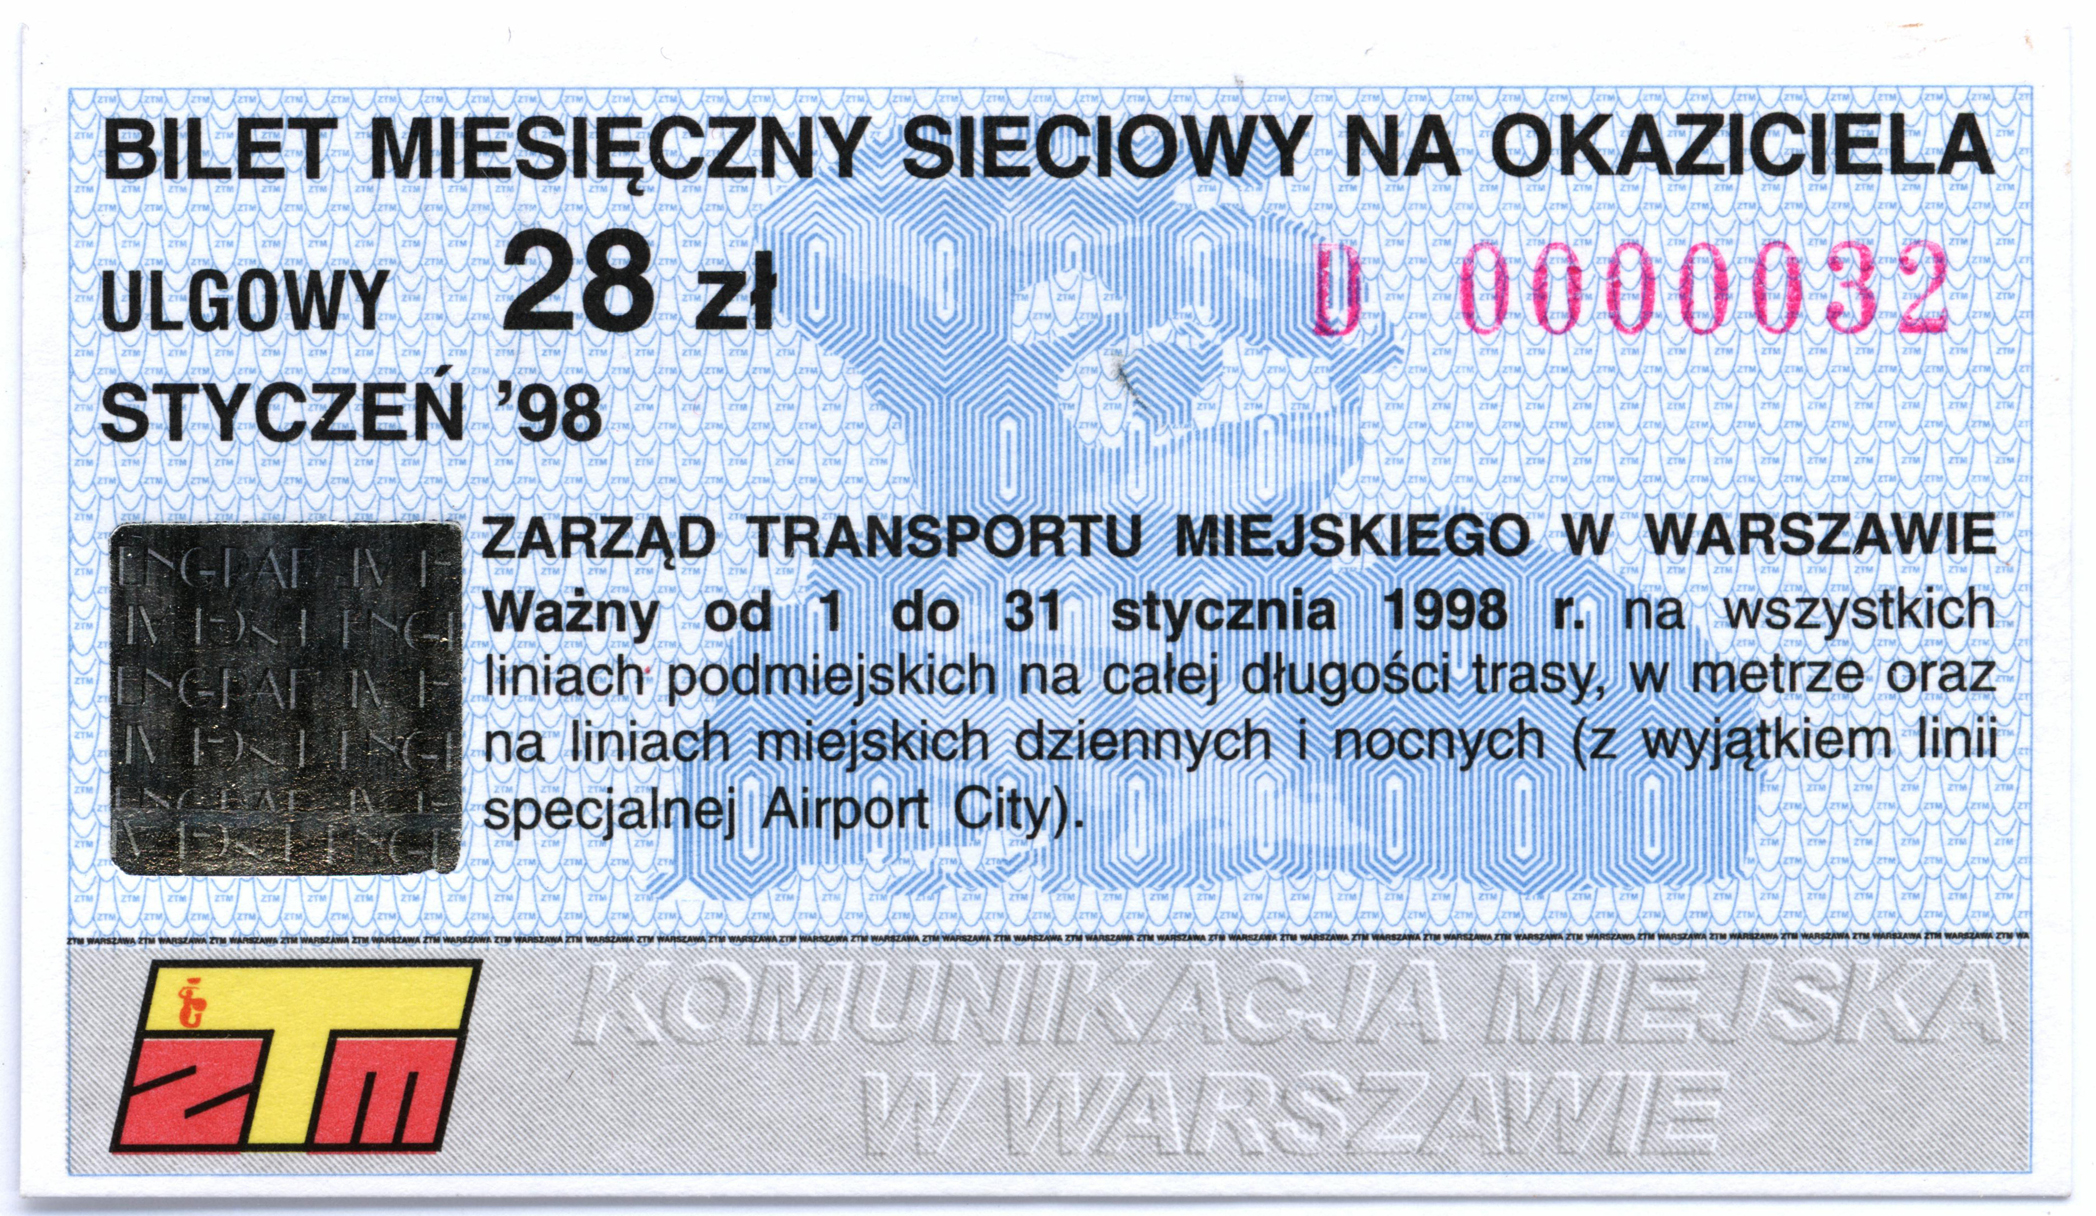 BILET MIESIĘCZNY SIECIOWY NA OKAZICIELA
ULGOWY 28 zł D 0000032
STYCZEŃ '98
ZARZĄD TRANSPORTU MIEJSKIEGO W WARSZAWIE
Ważny od 1 do 31 stycznia 1998 r. na wszystkich
liniach podmiejskich na całej długości trasy, w metrze oraz
na liniach miejskich dziennych i nocnych (z wyjątkiem linii
specjalnej Airport City).
ZTM
KOMUNIKACJA MIEJSKA
W WARSZAWIE